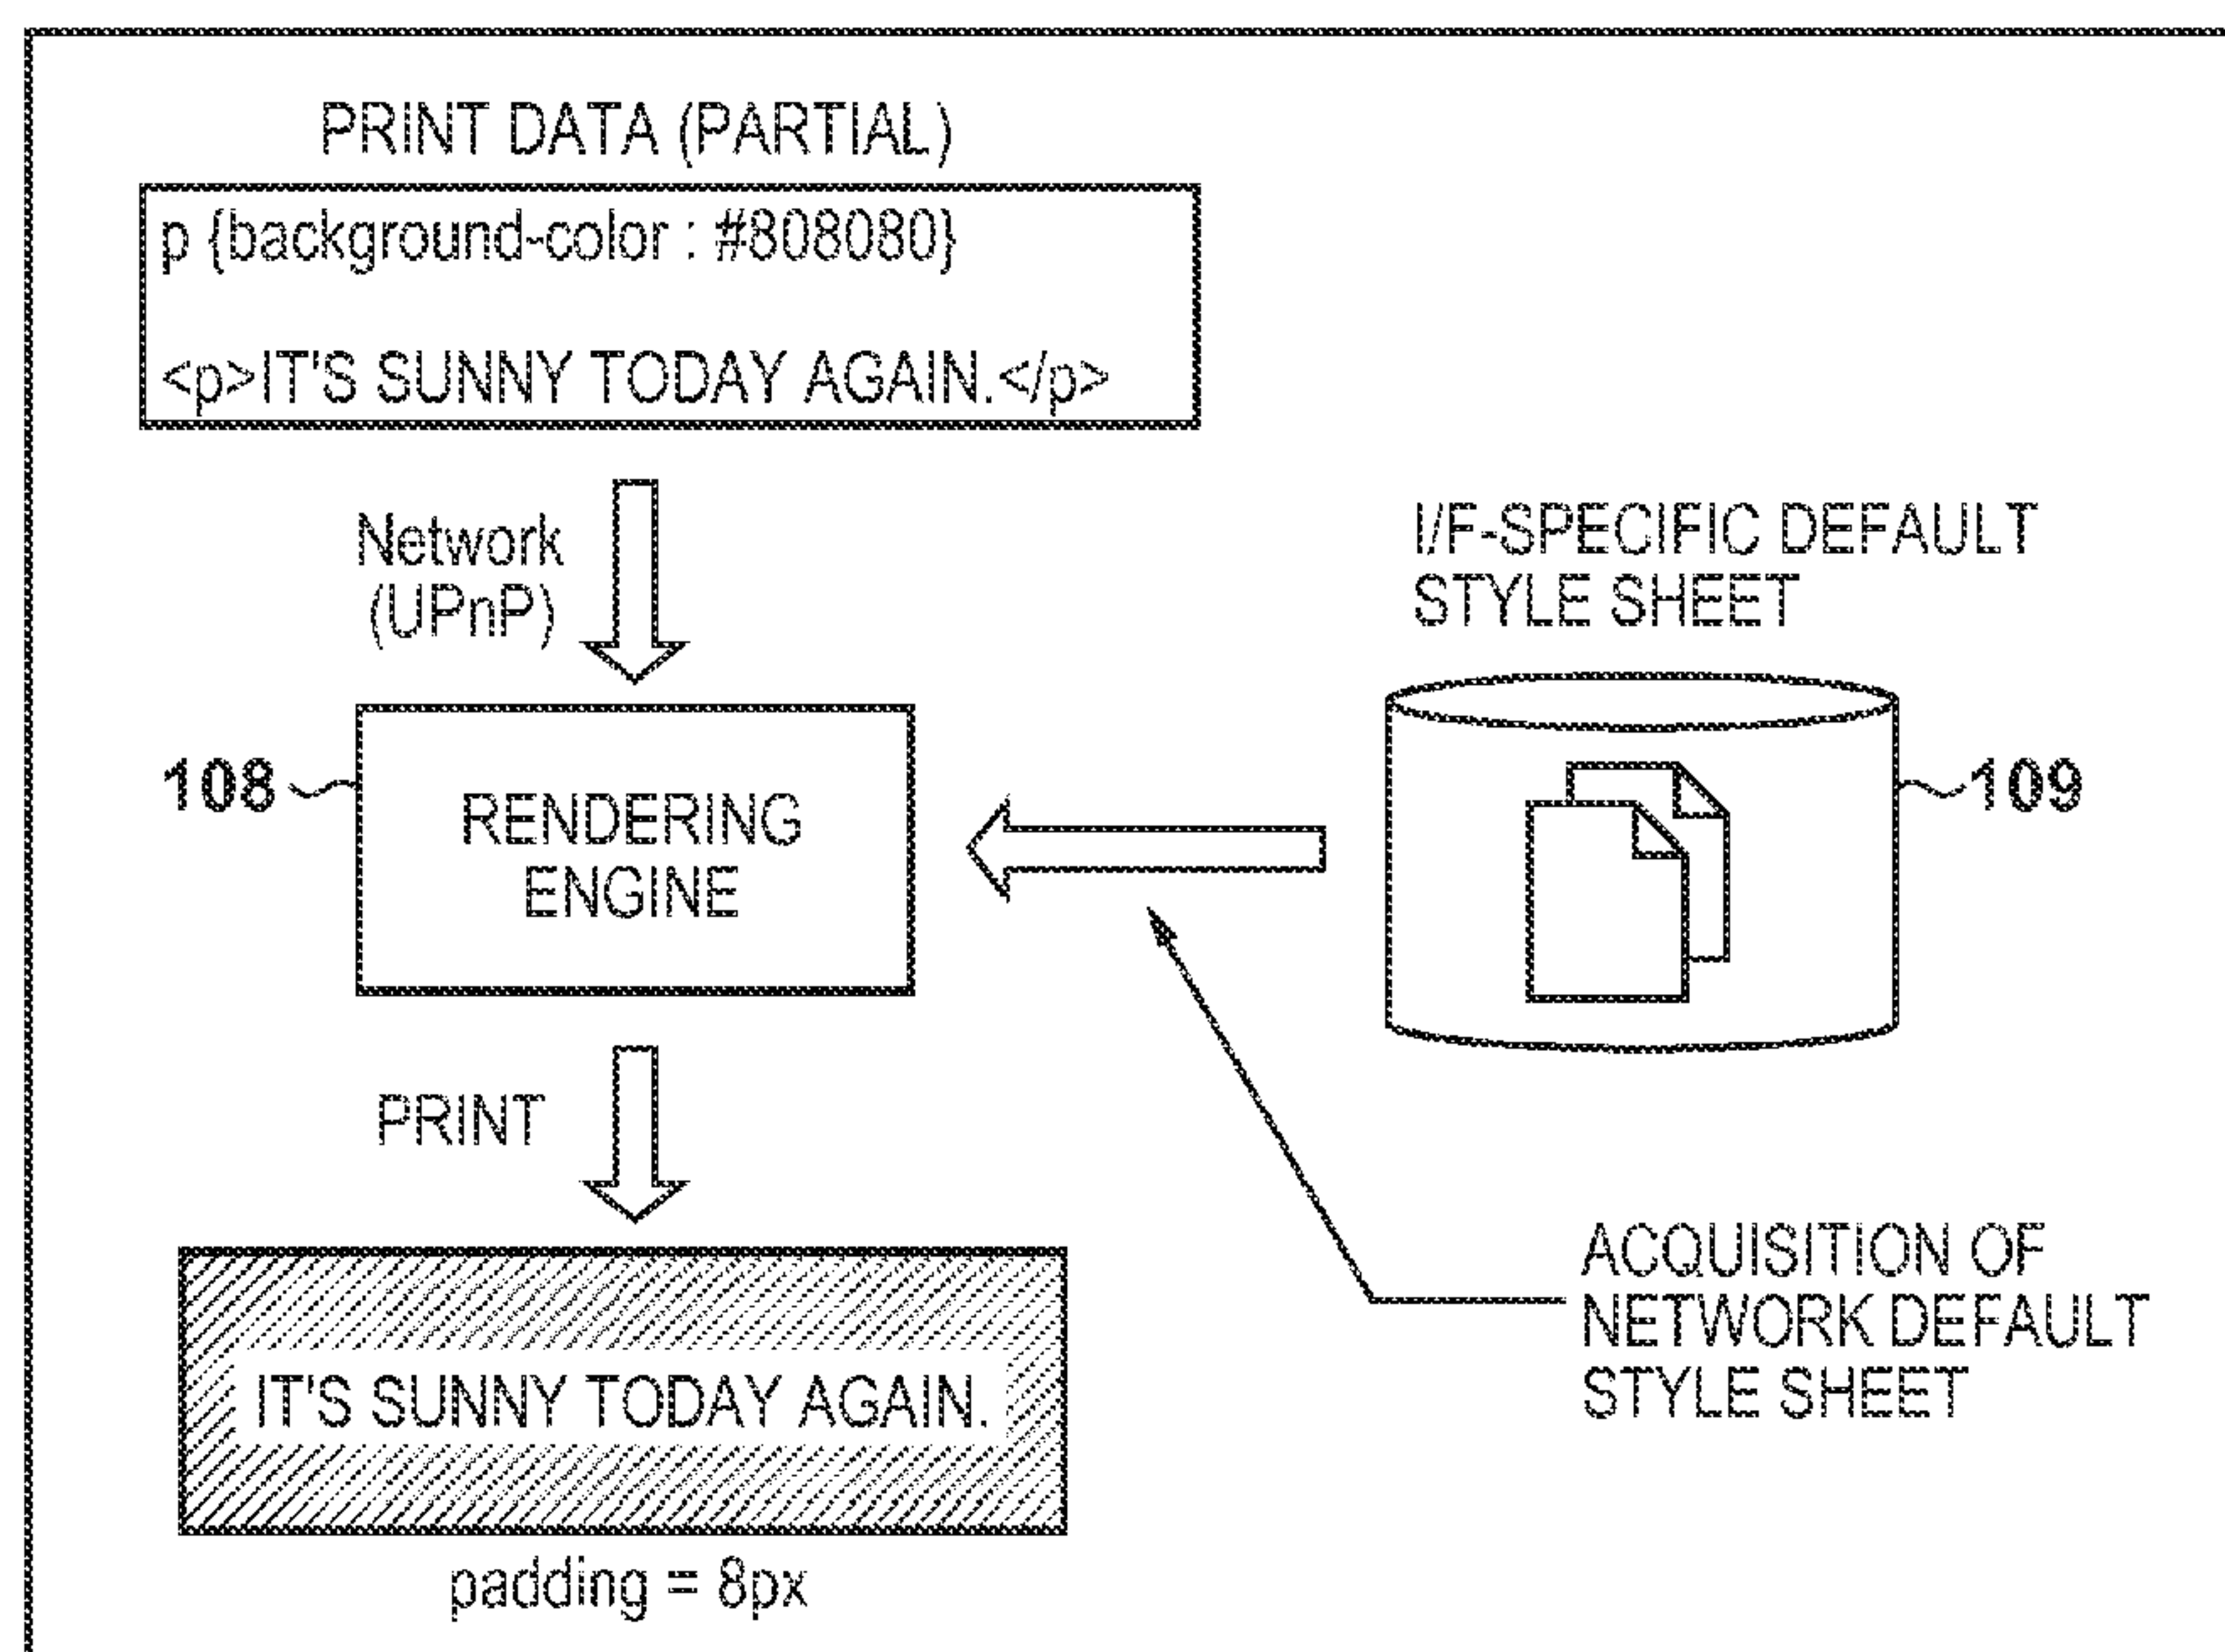 PRINT DATA (PARTIAL)
p {background-color : #808080}
<p>IT'S SUNNY TODAY AGAIN.</p>
Network
(UPnP)
I/F-SPECIFIC DEFAULT
STYLE SHEET
108
RENDERING
ENGINE
109
PRINT
ACQUISITION OF
NETWORK DEFAULT
STYLE SHEET
IT'S SUNNY TODAY AGAIN.
padding = 8px